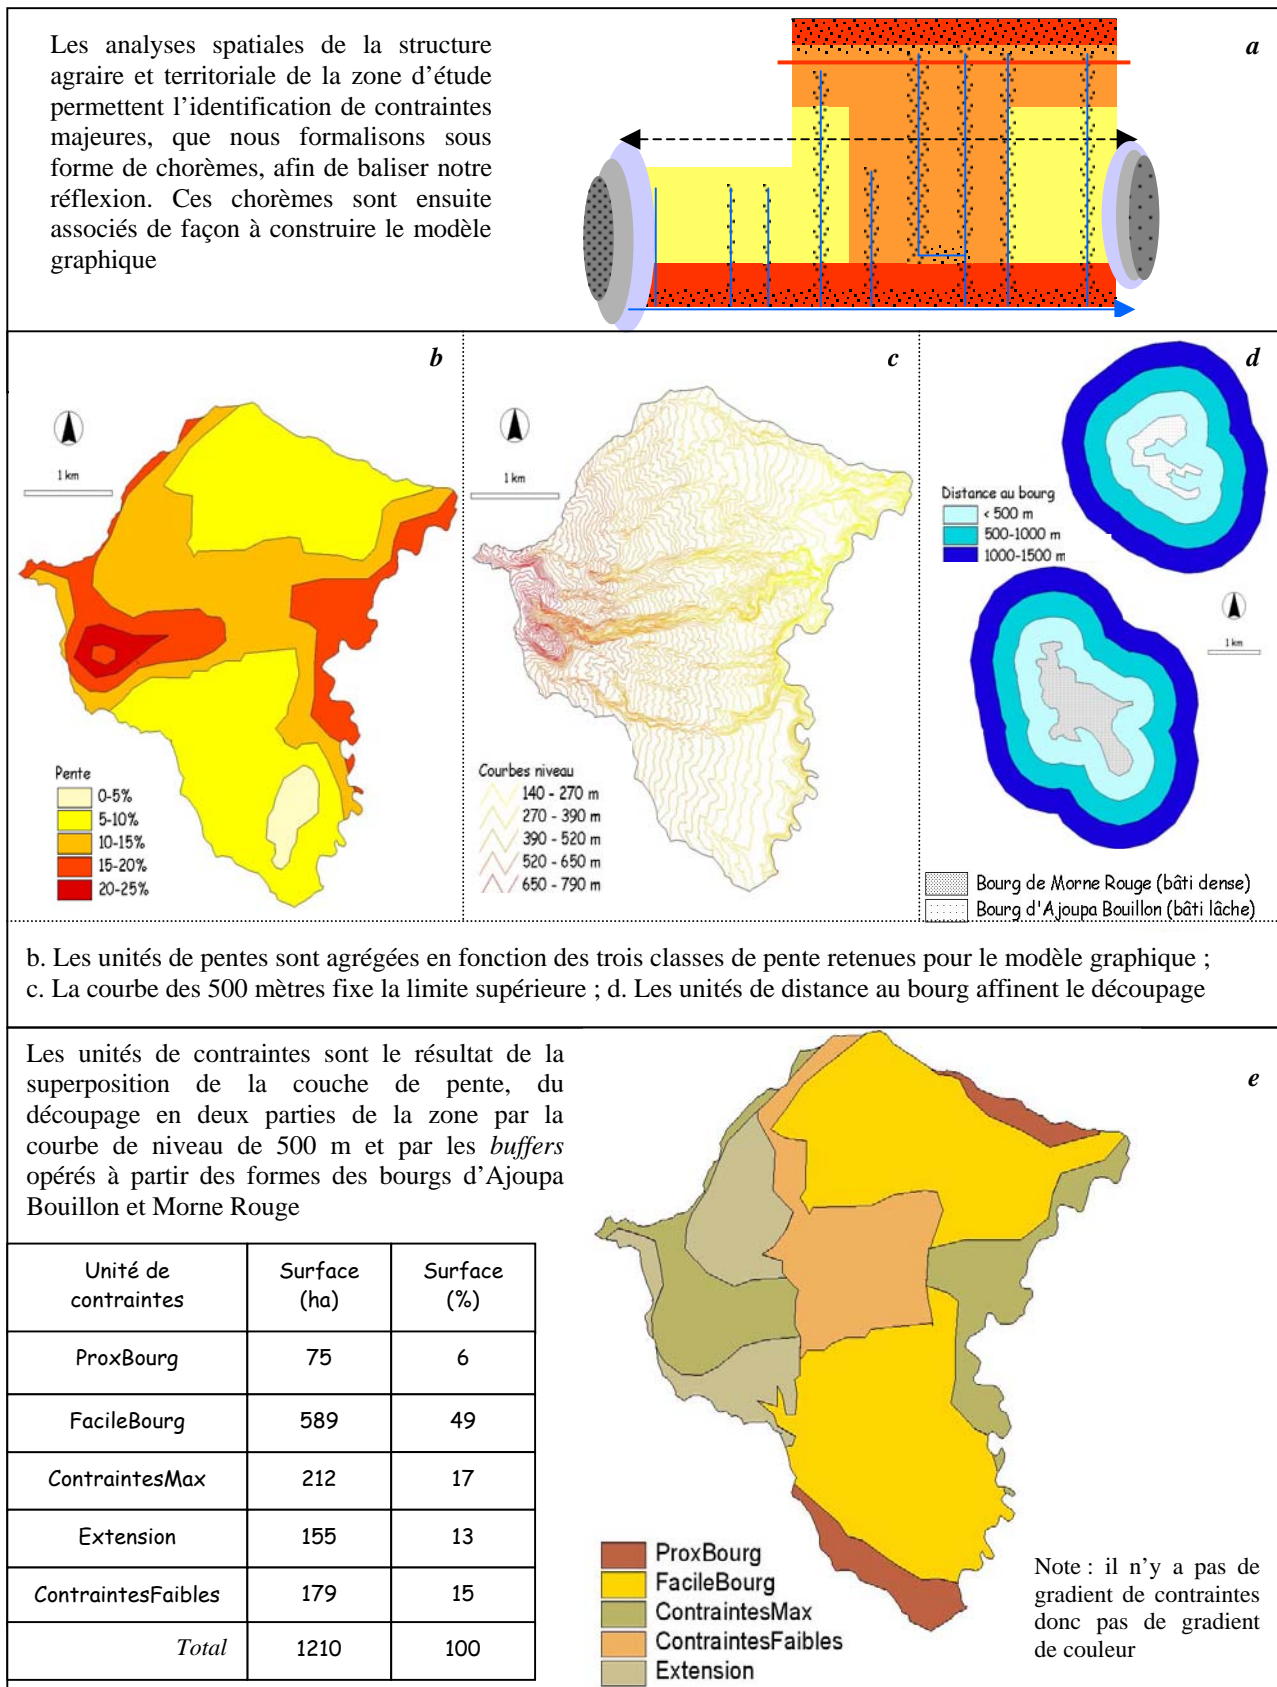 Les analyses spatiales de la structure
agraire et territoriale de la zone d'étude
permettent l'identification de contraintes
majeures, que nous formalisons sous
forme de chorèmes, afin de baliser notre
réflexion. Ces chorèmes sont ensuite
associés de façon à construire le modèle
graphique
a
b
1 km
Pente
0-5%
5-10%
10-15%
15-20%
20-25%
c
1 km
Courbes niveau
140 - 270 m
270 - 390 m
390 - 520 m
520 - 650 m
650 - 790 m
d
Distance au bourg
< 500 m
500-1000 m
1000-1500 m
1 km
Bourg de Morne Rouge (bâti dense)
Bourg d'Ajoupa Bouillon (bâti lâche)
b. Les unités de pentes sont agrégées en fonction des trois classes de pente retenues pour le modèle graphique ;
c. La courbe des 500 mètres fixe la limite supérieure ; d. Les unités de distance au bourg affinent le découpage
Les unités de contraintes sont le résultat de la
superposition de la couche de pente, du
découpage en deux parties de la zone par la
courbe de niveau de 500 m et par les buffers
opérés à partir des formes des bourgs d'Ajoupa
Bouillon et Morne Rouge
Unité de contraintes Surface (ha) Surface (%)
ProxBourg 75 6
FacileBourg 589 49
ContraintesMax 212 17
Extension 155 13
ContraintesFaibles 179 15
Total 1210 100
e
ProxBourg
FacileBourg
ContraintesMax
ContraintesFaibles
Extension
Note : il n'y a pas de
gradient de contraintes
donc pas de gradient
de couleur